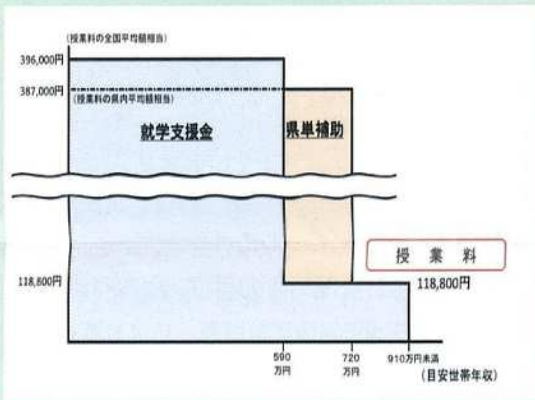 (授業料の全国平均額相当)
396,000円
387,000円
(授業料の県内平均額相当)
就学支援金
県単補助
授業料
118,800円
118,800円
590
万円
720
万円
910万円未満
(目安世帯年収)